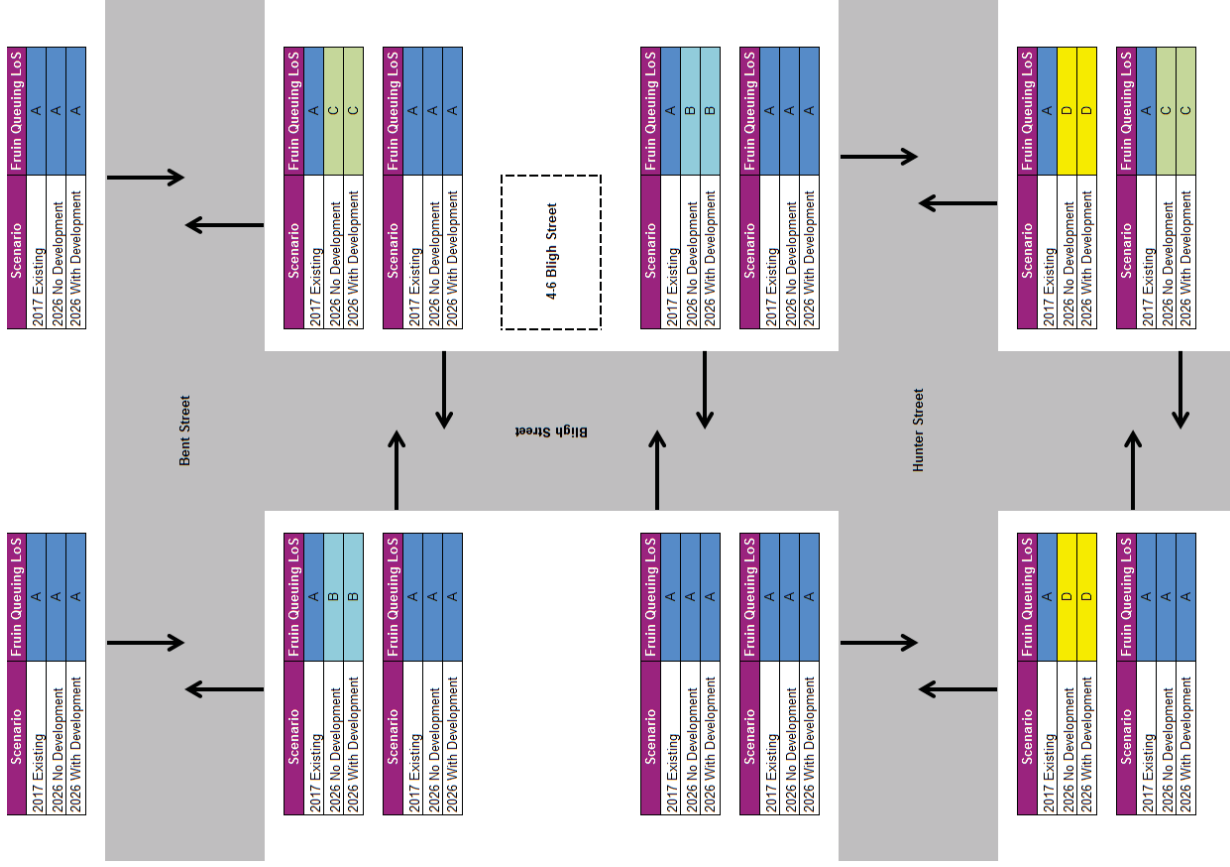 Scenario Fruin Queuing LoS
2017 Existing A
2026 No Development A
2026 With Development A
Scenario Fruin Queuing LoS
2017 Existing A
2026 No Development A
2026 With Development A
Bent Street
Scenario Fruin Queuing LoS
2017 Existing A
2026 No Development B
2026 With Development B
Scenario Fruin Queuing LoS
2017 Existing A
2026 No Development C
2026 With Development C
Scenario Fruin Queuing LoS
2017 Existing A
2026 No Development A
2026 With Development A
Scenario Fruin Queuing LoS
2017 Existing A
2026 No Development A
2026 With Development A
Bligh Street
4-6 Bligh Street
Scenario Fruin Queuing LoS
2017 Existing A
2026 No Development A
2026 With Development A
Scenario Fruin Queuing LoS
2017 Existing A
2026 No Development B
2026 With Development B
Scenario Fruin Queuing LoS
2017 Existing A
2026 No Development A
2026 With Development A
Scenario Fruin Queuing LoS
2017 Existing A
2026 No Development A
2026 With Development A
Hunter Street
Scenario Fruin Queuing LoS
2017 Existing A
2026 No Development D
2026 With Development D
Scenario Fruin Queuing LoS
2017 Existing A
2026 No Development D
2026 With Development D
Scenario Fruin Queuing LoS
2017 Existing A
2026 No Development A
2026 With Development A
Scenario Fruin Queuing LoS
2017 Existing A
2026 No Development C
2026 With Development C